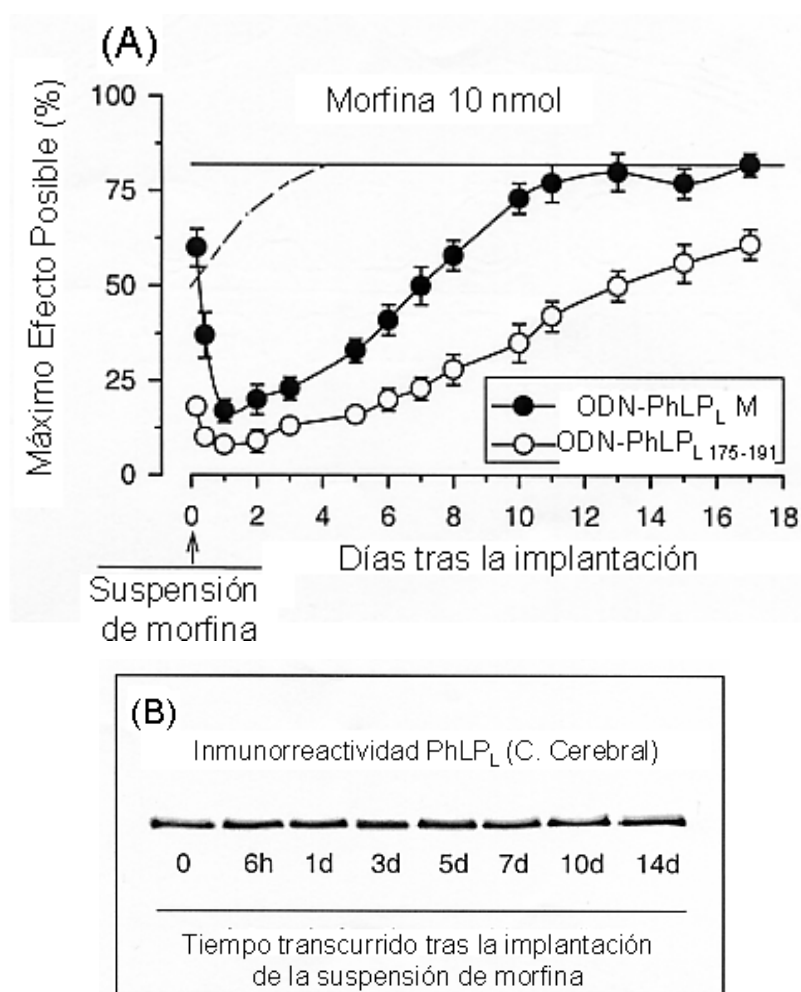 (A)
Morfina 10 nmol
Máximo Efecto Posible (%)
100
75
50
25
0
ODN-PhLPL M
ODN-PhLPL 175-191
0 2 4 6 8 10 12 14 16 18
Días tras la implantación
Suspensión
de morfina
(B)
Inmunorreactividad PhLPL (C. Cerebral)
0 6h 1d 3d 5d 7d 10d 14d
Tiempo transcurrido tras la implantación
de la suspensión de morfina